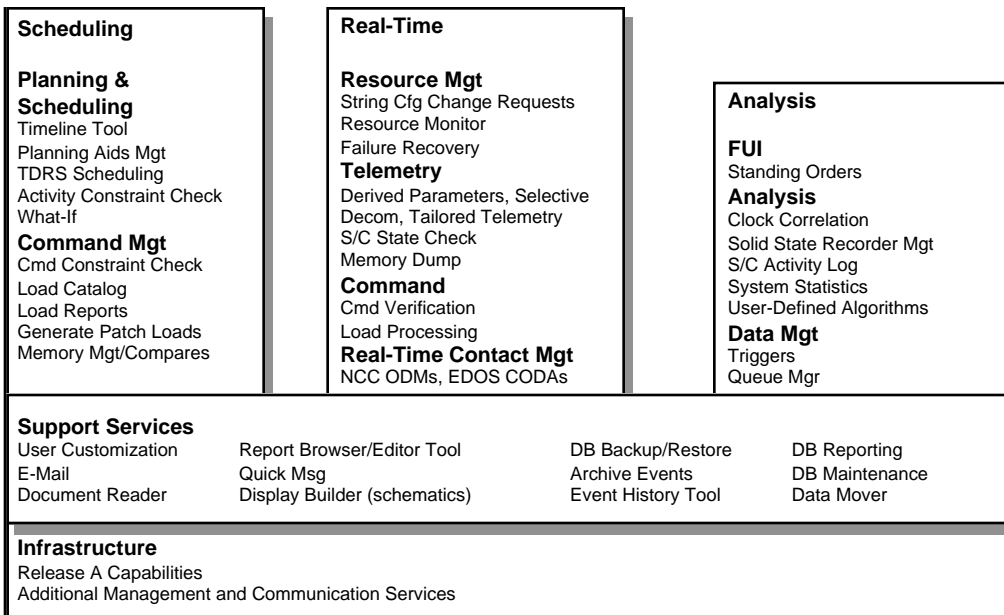 Scheduling
Planning &
Scheduling
Timeline Tool
Planning Aids Mgt
TDRS Scheduling
Activity Constraint Check
What-If
Command Mgt
Cmd Constraint Check
Load Catalog
Load Reports
Generate Patch Loads
Memory Mgt/Compares
Real-Time
Resource Mgt
String Cfg Change Requests
Resource Monitor
Failure Recovery
Telemetry
Derived Parameters, Selective
Decom, Tailored Telemetry
S/C State Check
Memory Dump
Command
Cmd Verification
Load Processing
Real-Time Contact Mgt
NCC ODMs, EDOS CODAs
Analysis
FUI
Standing Orders
Analysis
Clock Correlation
Solid State Recorder Mgt
S/C Activity Log
System Statistics
User-Defined Algorithms
Data Mgt
Triggers
Queue Mgr
Support Services
User Customization
E-Mail
Document Reader
Report Browser/Editor Tool
Quick Msg
Display Builder (schematics)
DB Backup/Restore
Archive Events
Event History Tool
DB Reporting
DB Maintenance
Data Mover
Infrastructure
Release A Capabilities
Additional Management and Communication Services